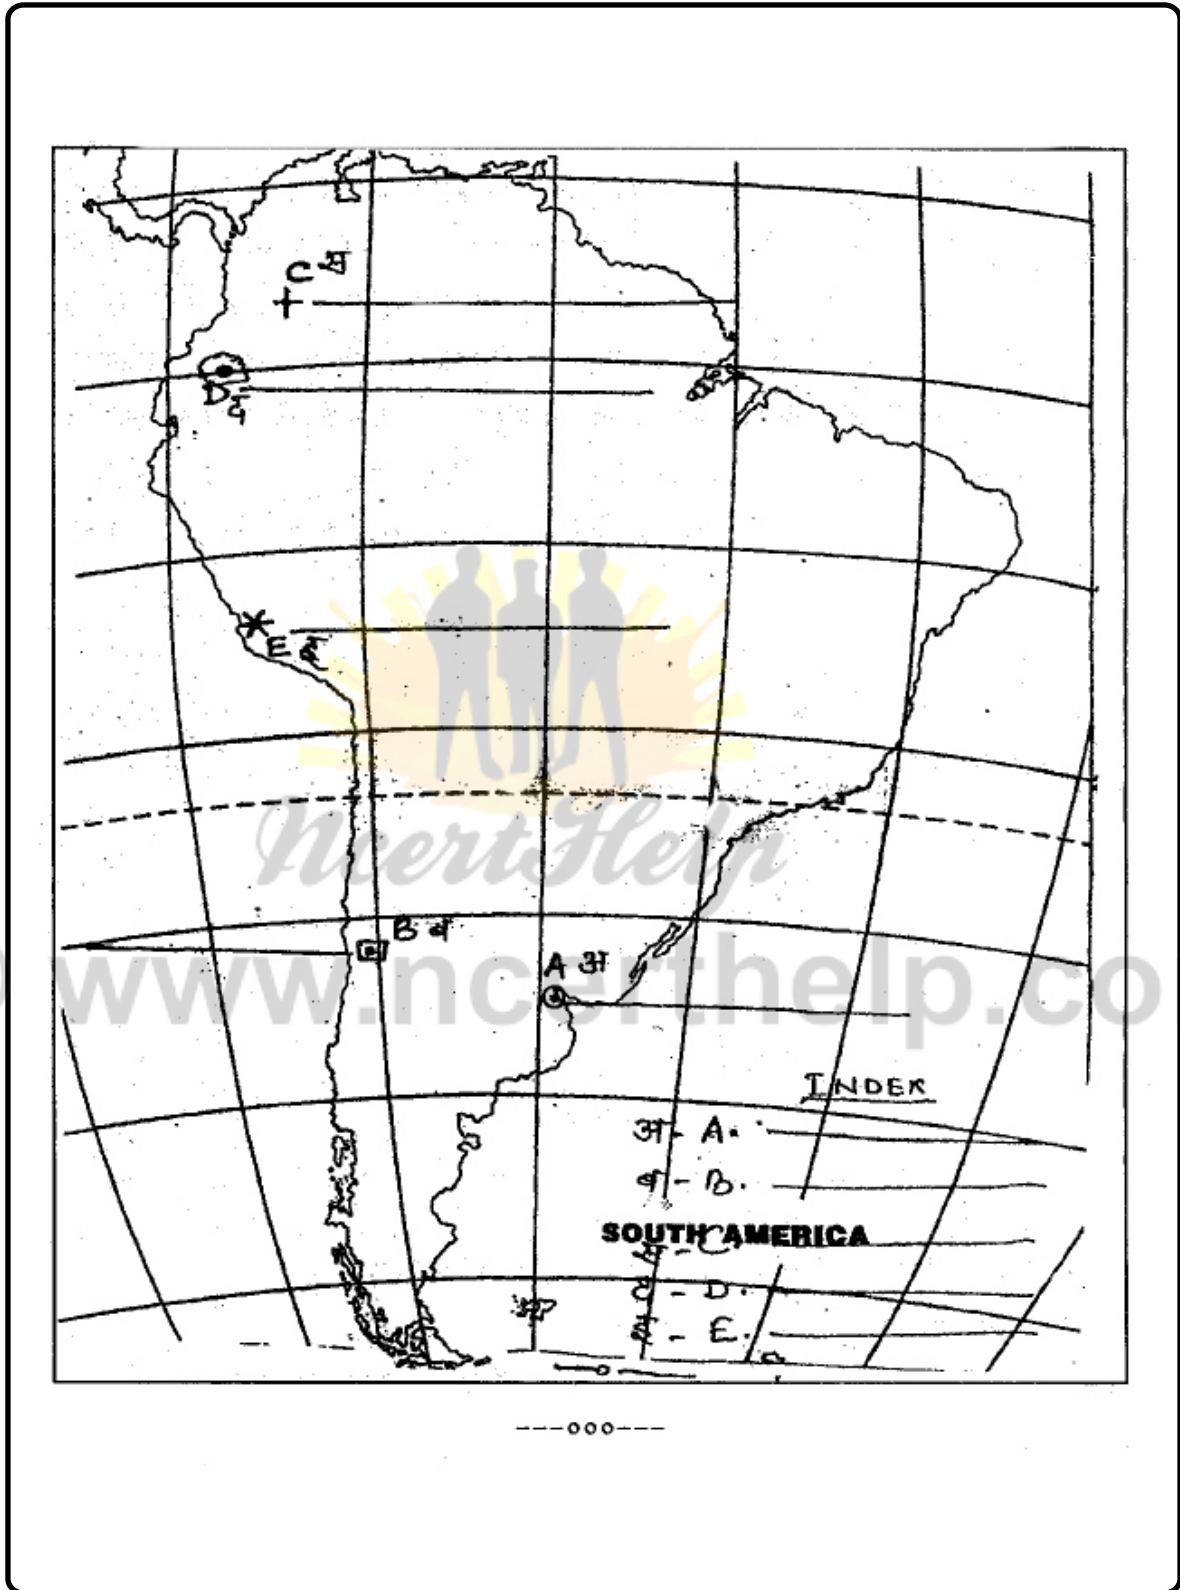 C स
D द
E इ
B ब
A अ
NcertHelp
www.ncerthelp.co
INDEX
अ - A.
ब - B.
SOUTH AMERICA
स - C.
द - D.
इ - E.
---ooo---